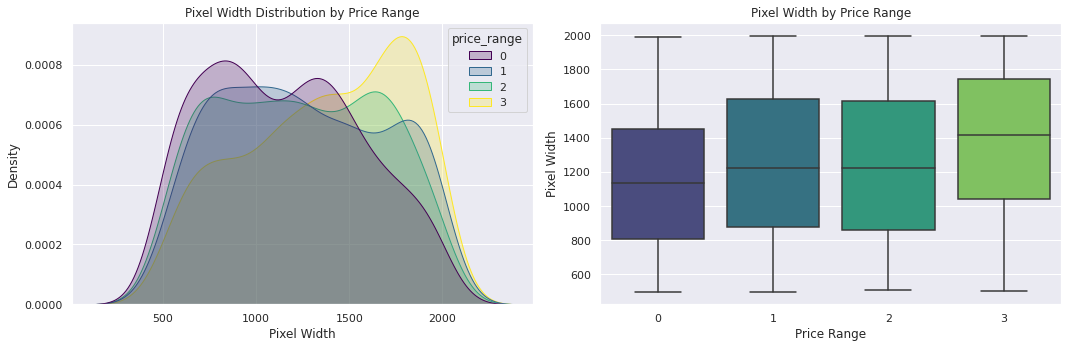 Pixel Width Distribution by Price Range
0.0008
0.0006
0.0004
0.0002
0.0000
Density
500 1000 1500 2000
Pixel Width
price_range
0
1
2
3
Pixel Width by Price Range
2000
1800
1600
1400
1200
1000
800
600
Pixel Width
0 1 2 3
Price Range